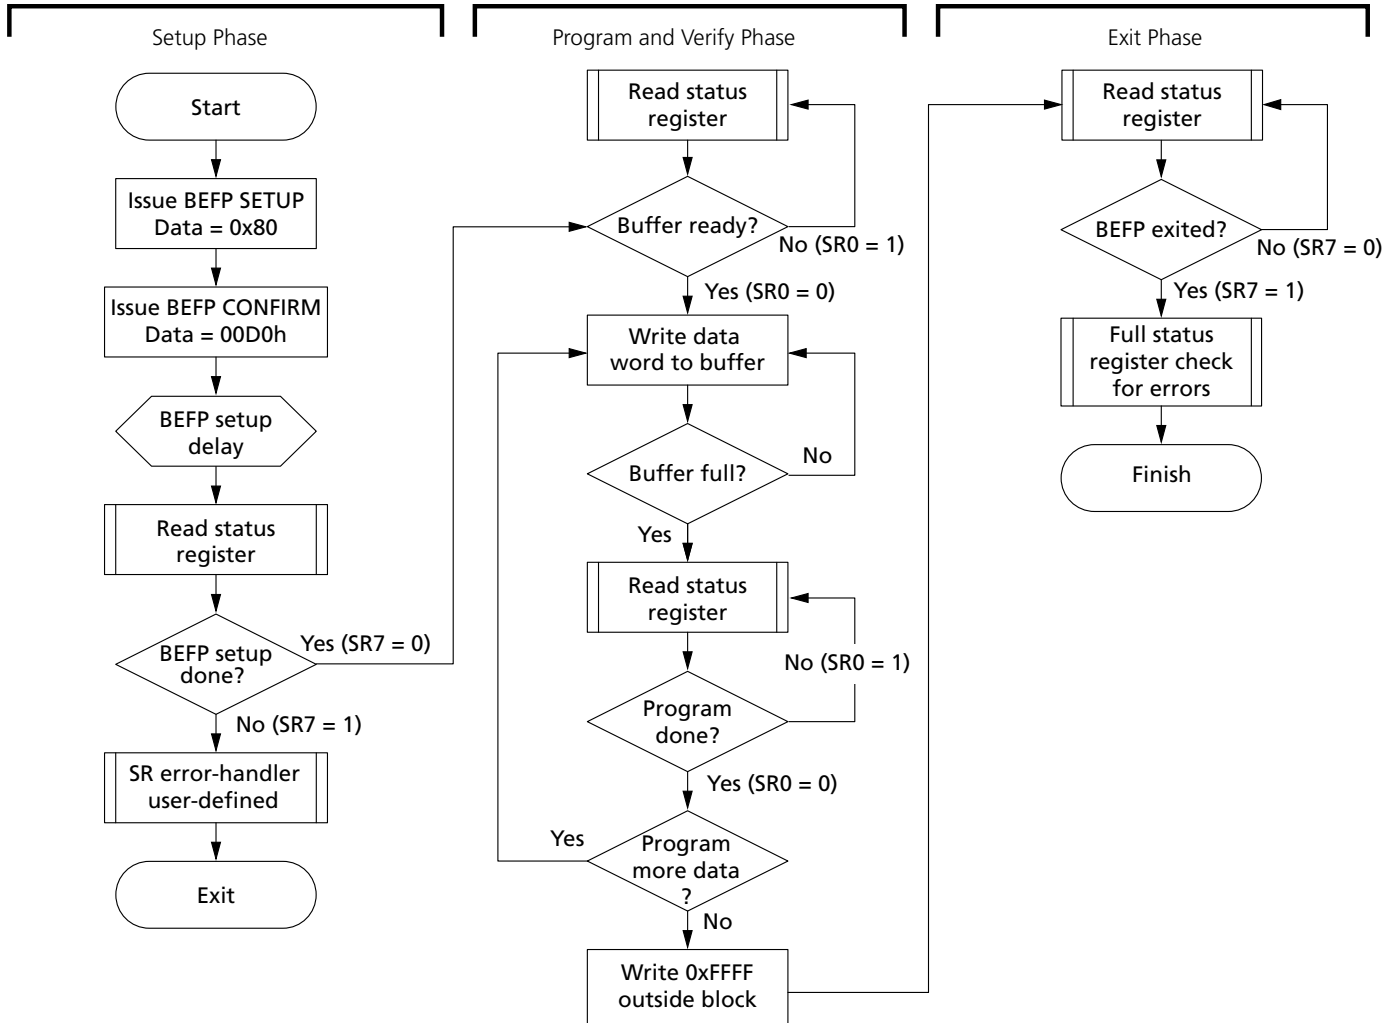 Setup Phase
Start
Issue BEFP SETUP
Data = 0x80
Issue BEFP CONFIRM
Data = 00D0h
BEFP setup
delay
Read status
register
BEFP setup
done?
Yes (SR7 = 0)
No (SR7 = 1)
SR error-handler
user-defined
Exit
Program and Verify Phase
Read status
register
Buffer ready?
No (SR0 = 1)
Yes (SR0 = 0)
Write data
word to buffer
Buffer full?
No
Yes
Read status
register
No (SR0 = 1)
Program
done?
Yes (SR0 = 0)
Yes
Program
more data
?
No
Write 0xFFFF
outside block
Exit Phase
Read status
register
BEFP exited?
No (SR7 = 0)
Yes (SR7 = 1)
Full status
register check
for errors
Finish